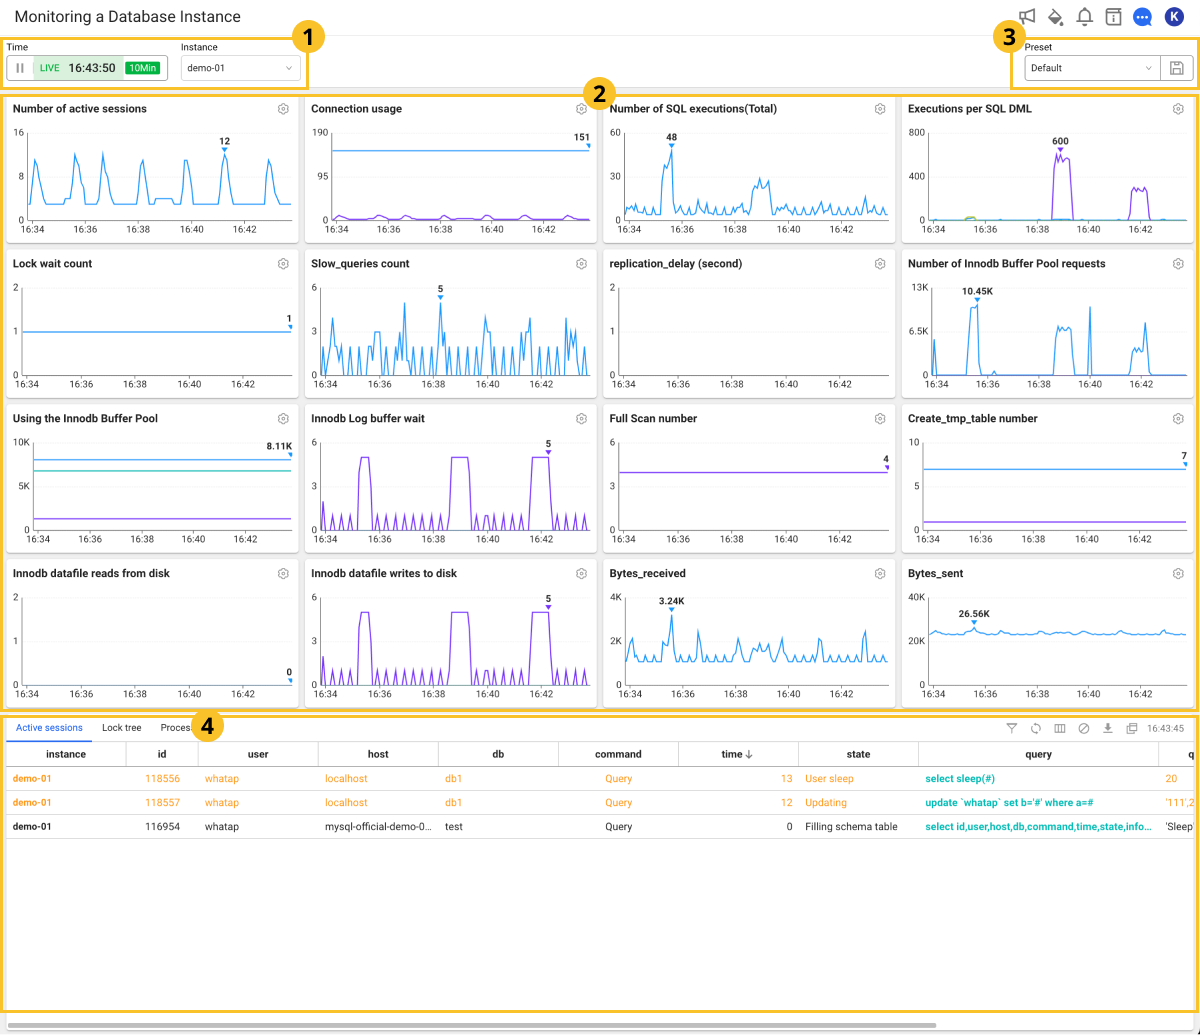 Monitoring a Database Instance
K
1
3
Time
Instance
Preset
LIVE 16:43:50 10Min
demo-01
Default
2
Number of active sessions
16
8
0
12
16:34 16:36 16:38 16:40 16:42
Connection usage
190
95
0
151
16:34 16:36 16:38 16:40 16:42
Number of SQL executions(Total)
60
30
0
48
16:34 16:36 16:38 16:40 16:42
Executions per SQL DML
800
400
0
600
16:34 16:36 16:38 16:40 16:42
Lock wait count
2
1
0
1
16:34 16:36 16:38 16:40 16:42
Slow_queries count
6
3
0
5
16:34 16:36 16:38 16:40 16:42
replication_delay (second)
2
1
0
16:34 16:36 16:38 16:40 16:42
Number of Innodb Buffer Pool requests
13K
6.5K
0
10.45K
16:34 16:36 16:38 16:40 16:42
Using the Innodb Buffer Pool
10K
5K
0
8.11K
16:34 16:36 16:38 16:40 16:42
Innodb Log buffer wait
6
3
0
5
16:34 16:36 16:38 16:40 16:42
Full Scan number
6
3
0
4
16:34 16:36 16:38 16:40 16:42
Create_tmp_table number
10
5
0
7
16:34 16:36 16:38 16:40 16:42
Innodb datafile reads from disk
2
1
0
0
16:34 16:36 16:38 16:40 16:42
Innodb datafile writes to disk
6
3
0
5
16:34 16:36 16:38 16:40 16:42
Bytes_received
4K
2K
0
3.24K
16:34 16:36 16:38 16:40 16:42
Bytes_sent
40K
20K
0
26.56K
16:34 16:36 16:38 16:40 16:42
Active sessions Lock tree Proces
4
16:43:45
instance id user host db command time state query q
demo-01 118556 whatap localhost db1 Query 13 User sleep select sleep(#) 20
demo-01 118557 whatap localhost db1 Query 12 Updating update `whatap` set b='#' where a=# '111',2
demo-01 116954 whatap mysql-official-demo-0... test Query 0 Filling schema table select id,user,host,db,command,time,state,info... 'Sleep'